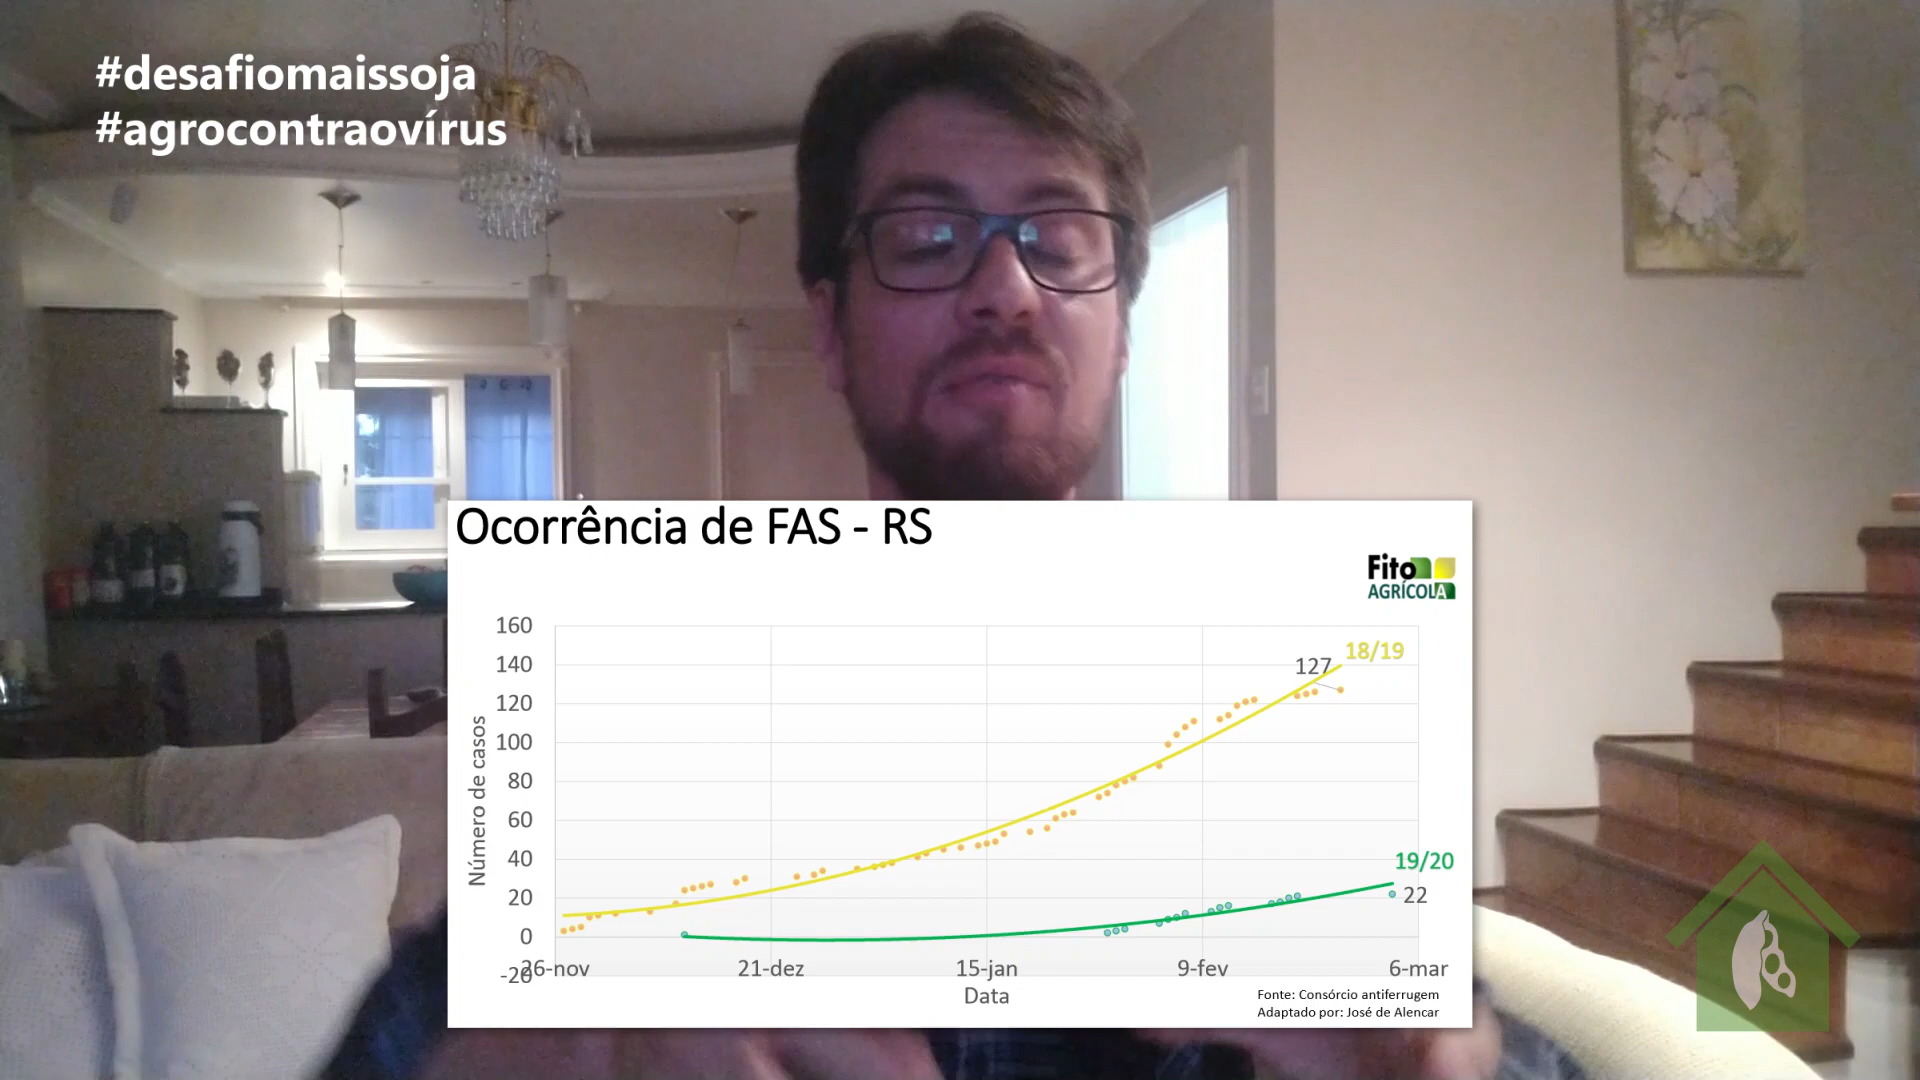 #desafiomaissoja
#agrocontraovírus
Ocorrência de FAS - RS
Fito
AGRÍCOLA
160
140
120
100
80
60
40
20
0
-20
Número de casos
127
18/19
19/20
22
26-nov
21-dez
15-jan
9-fev
6-mar
Data
Fonte: Consórcio antiferrugem
Adaptado por: José de Alencar